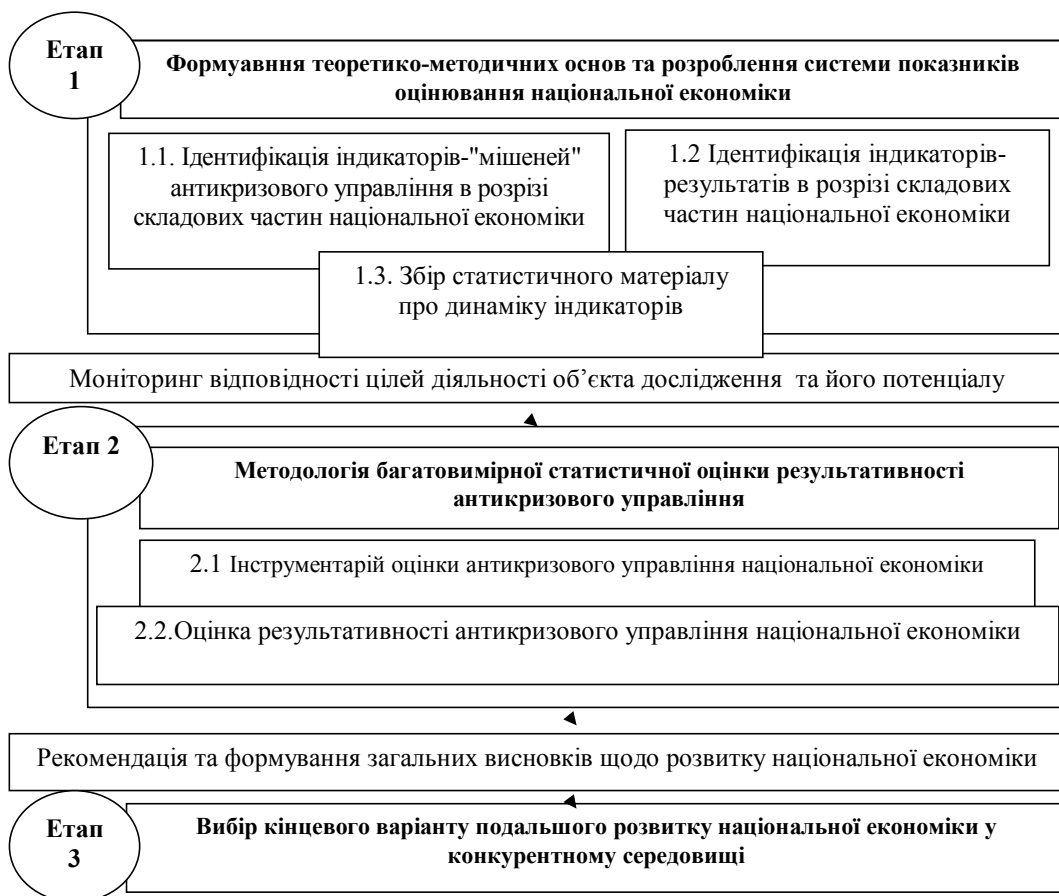 Етап
1
Формуавння теоретико-методичних основ та розроблення системи показників
оцінювання національної економіки
1.1. Ідентифікація індикаторів-"мішеней"
антикризового управління в розрізі
складових частин національної економіки
1.2 Ідентифікація індикаторів-
результатів в розрізі складових
частин національної економіки
1.3. Збір статистичного матеріалу
про динаміку індикаторів
Моніторинг відповідності цілей діяльності об’єкта дослідження та його потенціалу
Етап 2
Методологія багатовимірної статистичної оцінки результативності
антикризового управління
2.1 Інструментарій оцінки антикризового управління національної економіки
2.2.Оцінка результативності антикризового управління національної економіки
Рекомендація та формування загальних висновків щодо розвитку національної економіки
Етап
3
Вибір кінцевого варіанту подальшого розвитку національної економіки у
конкурентному середовищі